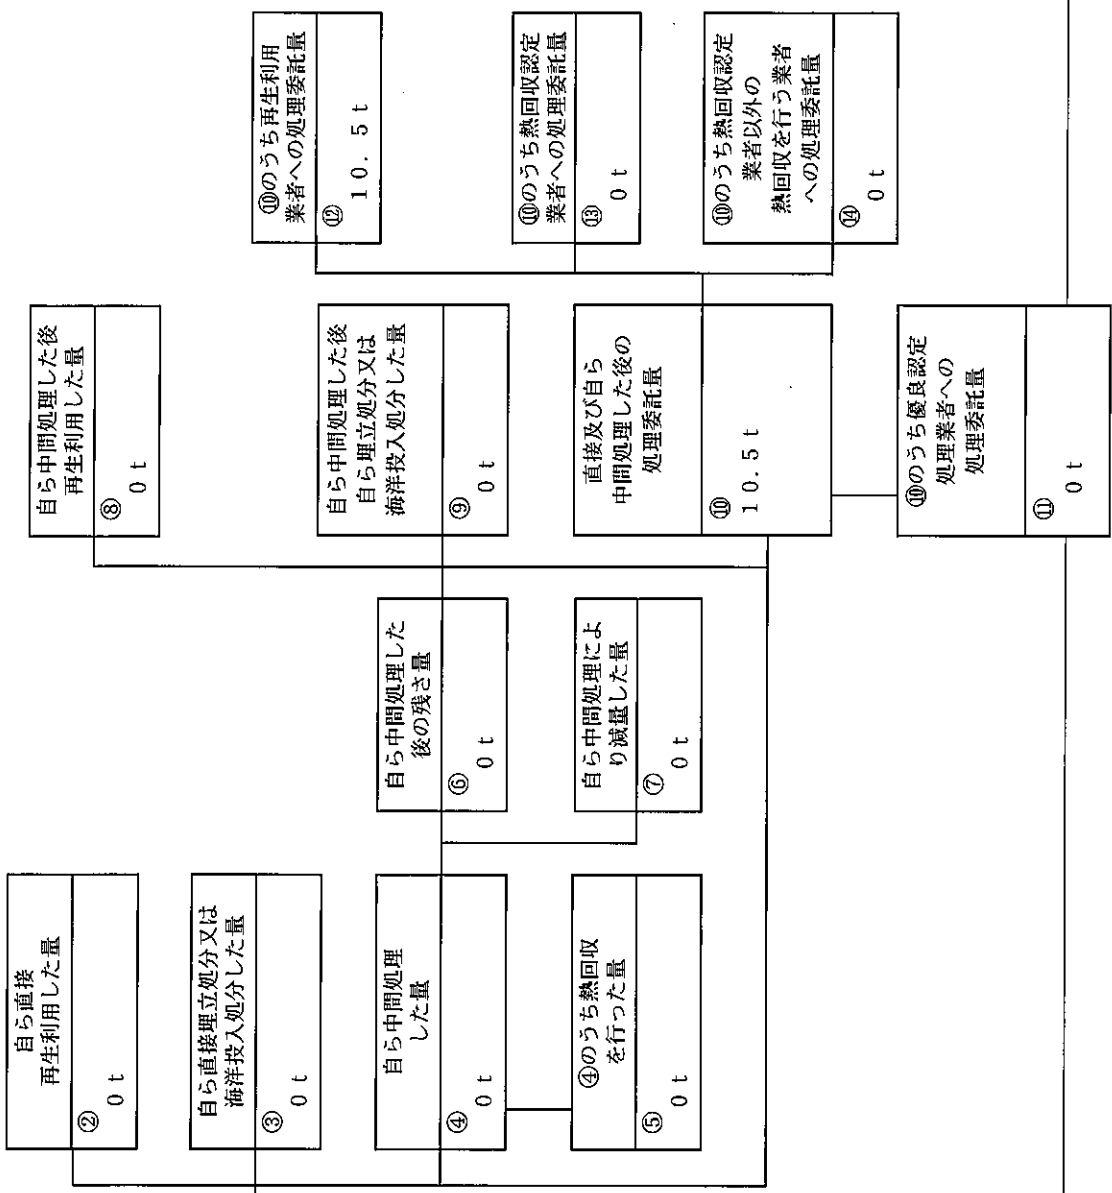 自ら直接
再生利用した量
②
0 t
自ら直接埋立処分又は
海洋投入処分した量
③
0 t
自ら中間処理
した量
④
0 t
④のうち熱回収
を行った量
⑤
0 t
自ら中間処理した
後の残さ量
⑥
0 t
自ら中間処理によ
り減量した量
⑦
0 t
自ら中間処理した後
再生利用した量
⑧
0 t
自ら中間処理した後
自ら埋立処分又は
海洋投入処分した量
⑨
0 t
直接及び自ら
中間処理した後の
処理委託量
⑩
10.5 t
⑩のうち優良認定
処理業者への
処理委託量
⑪
0 t
⑩のうち再生利用
業者への処理委託量
⑫
10.5 t
⑩のうち熱回収認定
業者への処理委託量
⑬
0 t
⑩のうち熱回収認定
業者以外の
熱回収を行う業者
への処理委託量
⑭
0 t